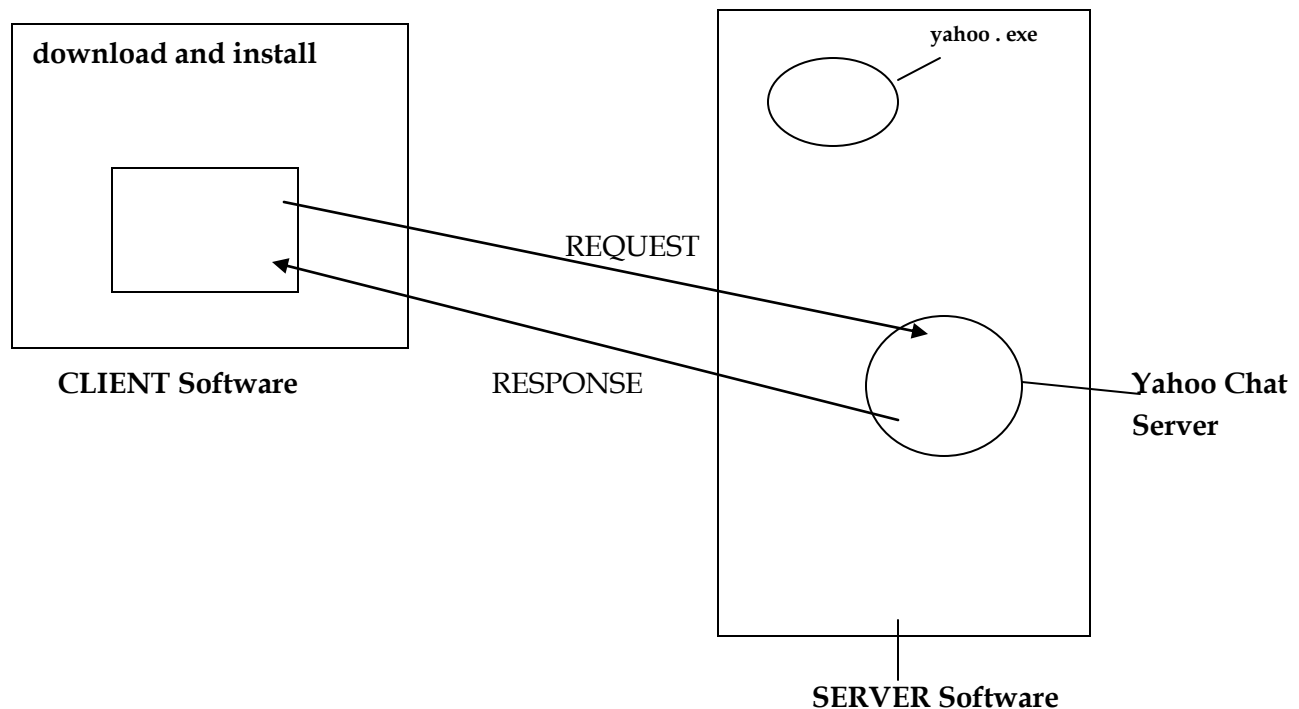 download and install
yahoo . exe
REQUEST
CLIENT Software
RESPONSE
Yahoo Chat
Server
SERVER Software